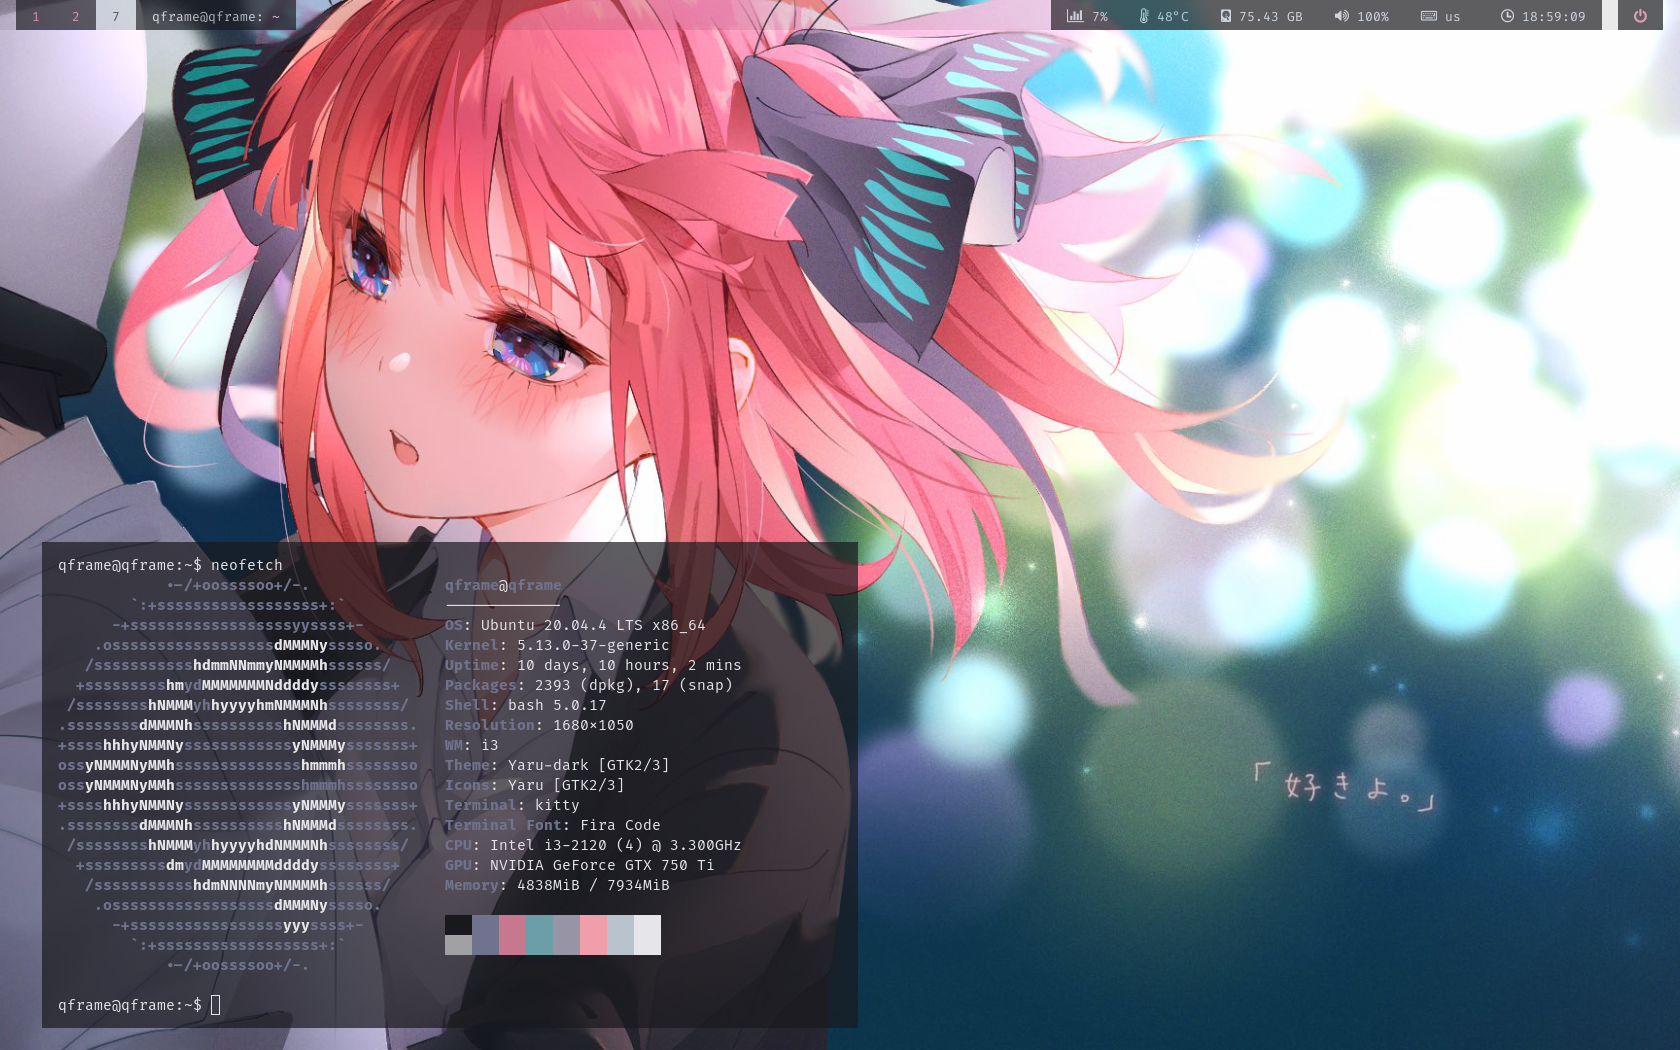 1 2 7 qframe@qframe: ~ 7% 48°C 75.43 GB 100% us 18:59:09
qframe@qframe:~$ neofetch
·-/+oossssoo+/-.
`:+ssssssssssssssssss+:`
-+ssssssssssssssssssyyssss+-
.ossssssssssssssssssdMMMNysssso.
/ssssssssssshdmmNNmmyNMMMMhssssss/
+ssssssssshmydMMMMMMMNddddyssssssss+
/sssssssshNMMMyhhyyyyhmNMMMNhssssssss/
.ssssssssdMMMNhsssssssssshNMMMdssssssss.
+sssshhhyNMMNyssssssssssssyNMMMysssssss+
ossyNMMMNyMMhsssssssssssssshmmmhssssssso
ossyNMMMNyMMhsssssssssssssshmmmhssssssso
+sssshhhyNMMNyssssssssssssyNMMMysssssss+
.ssssssssdMMMNhsssssssssshNMMMdssssssss.
/sssssssshNMMMyhhyyyyhdNMMMNhssssssss/
+sssssssssdmydMMMMMMMMddddyssssssss+
/ssssssssssshdmNNNNmyNMMMMhssssss/
.ossssssssssssssssssdMMMNysssso.
-+sssssssssssssssssyyyssss+-
`:+ssssssssssssssssss+:`
·-/+oossssoo+/-.
qframe@qframe
OS: Ubuntu 20.04.4 LTS x86_64
Kernel: 5.13.0-37-generic
Uptime: 10 days, 10 hours, 2 mins
Packages: 2393 (dpkg), 17 (snap)
Shell: bash 5.0.17
Resolution: 1680×1050
WM: i3
Theme: Yaru-dark [GTK2/3]
Icons: Yaru [GTK2/3]
Terminal: kitty
Terminal Font: Fira Code
CPU: Intel i3-2120 (4) @ 3.300GHz
GPU: NVIDIA GeForce GTX 750 Ti
Memory: 4838MiB / 7934MiB
qframe@qframe:~$
「好きよ。」